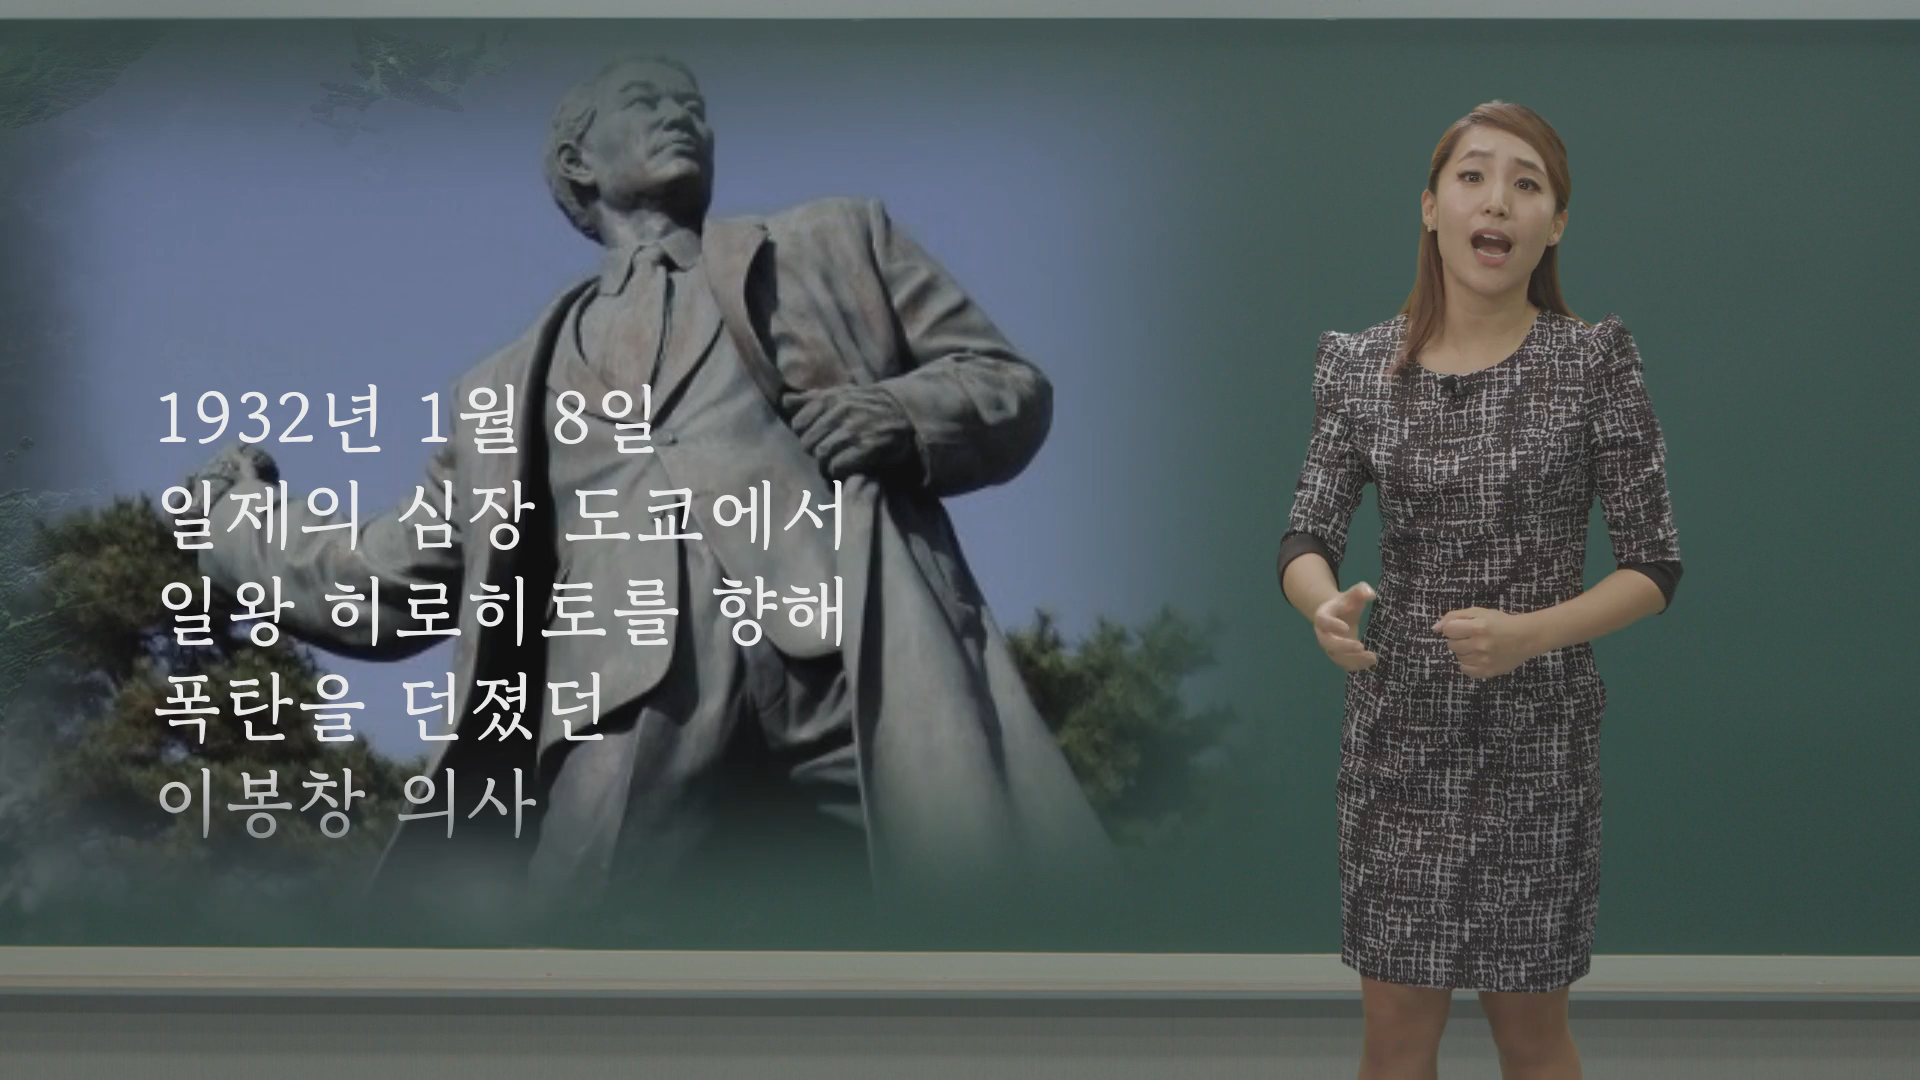 1932년 1월 8일
일제의 심장 도쿄에서
일왕 히로히토를 향해
폭탄을 던졌던
이봉창 의사